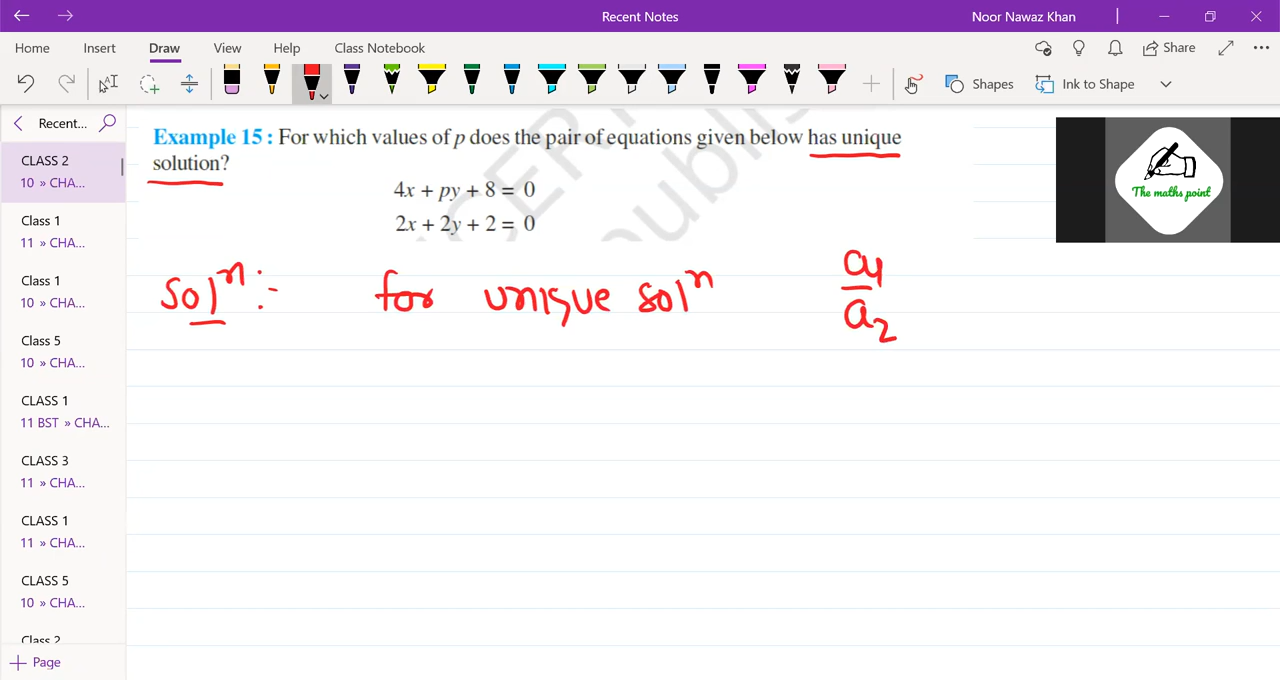 Recent Notes
Noor Nawaz Khan
Home Insert Draw View Help Class Notebook Share
Shapes Ink to Shape
Recent...
CLASS 2
10 » CHA...
Class 1
11 » CHA...
Class 1
10 » CHA...
Class 5
10 » CHA...
CLASS 1
11 BST » CHA...
CLASS 3
11 » CHA...
CLASS 1
11 » CHA...
CLASS 5
10 » CHA...
Class 2
+ Page
Example 15 : For which values of p does the pair of equations given below has unique
solution?
4x + py + 8 = 0
2x + 2y + 2 = 0
The maths point
Solⁿ:- for unique solⁿ a₁/a₂